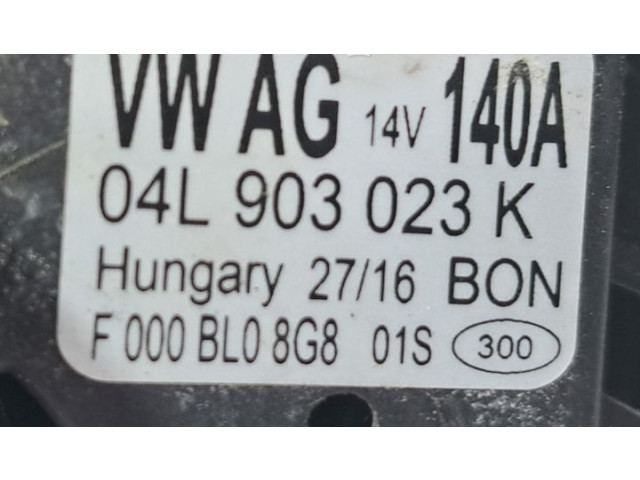 VW AG 14V 140A
04L 903 023 K
Hungary 27/16 BON
F 000 BL0 8G8 01S 300